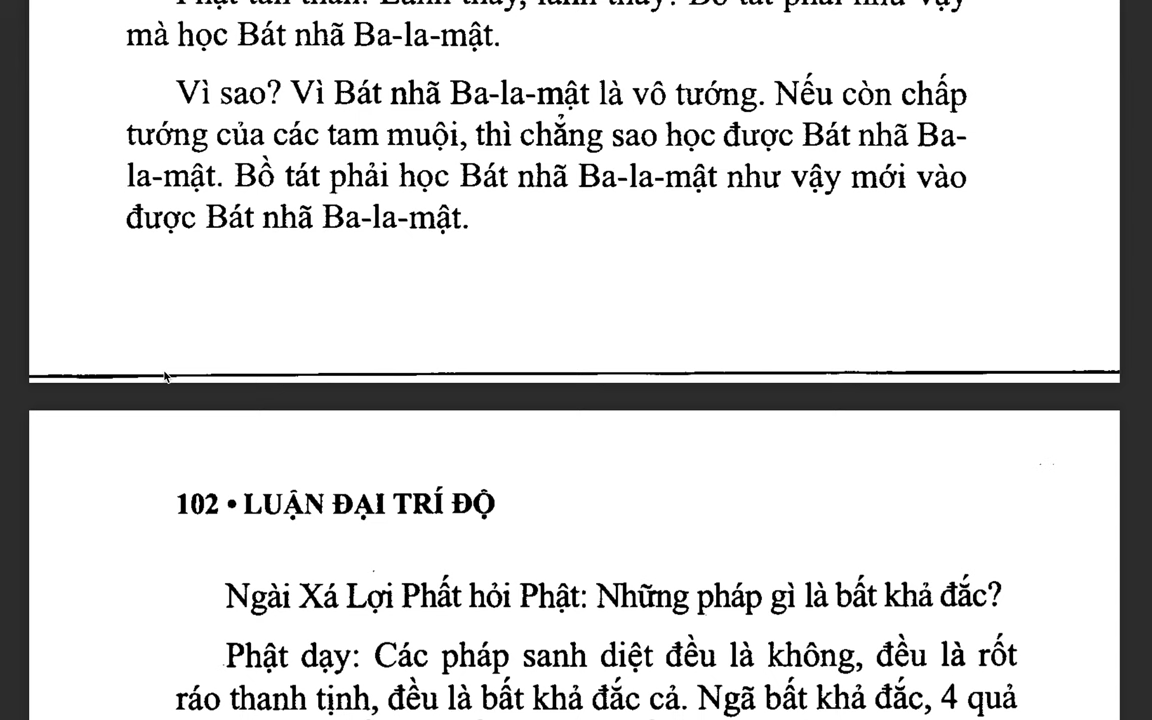 mà học Bát nhã Ba-la-mật.
Vì sao? Vì Bát nhã Ba-la-mật là vô tướng. Nếu còn chấp
tướng của các tam muội, thì chẳng sao học được Bát nhã Ba-
la-mật. Bồ tát phải học Bát nhã Ba-la-mật như vậy mới vào
được Bát nhã Ba-la-mật.
102 • LUẬN ĐẠI TRÍ ĐỘ
Ngài Xá Lợi Phất hỏi Phật: Những pháp gì là bất khả đắc?
Phật dạy: Các pháp sanh diệt đều là không, đều là rốt
ráo thanh tịnh, đều là bất khả đắc cả. Ngã bất khả đắc, 4 quả